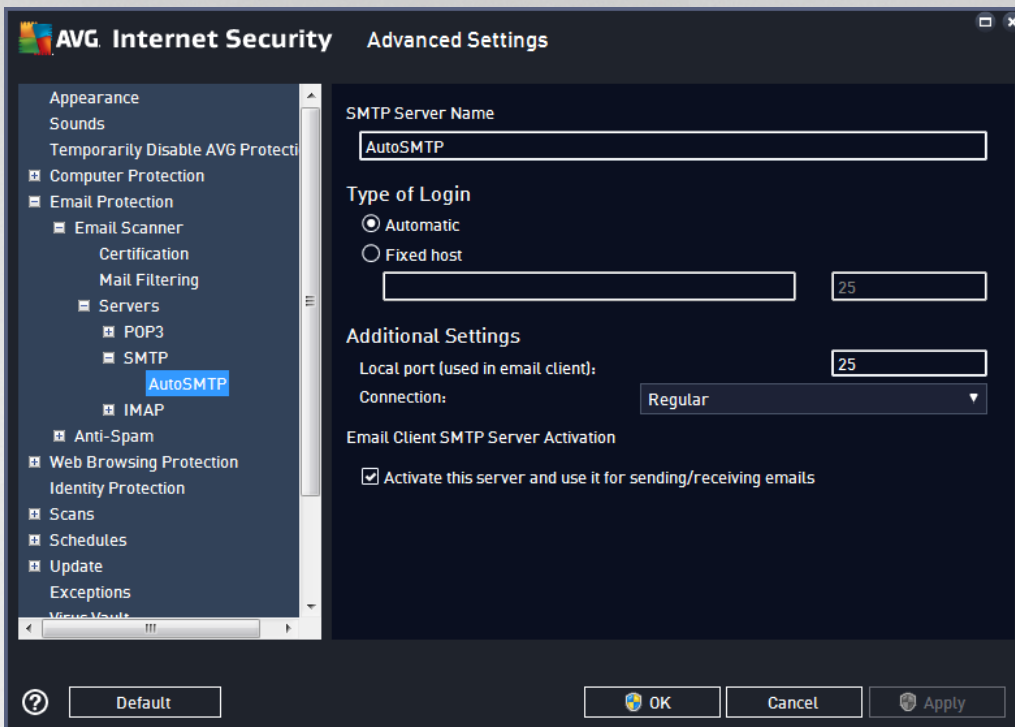 AVG. Internet Security Advanced Settings
Appearance
Sounds
Temporarily Disable AVG Protecti
Computer Protection
Email Protection
Email Scanner
Certification
Mail Filtering
Servers
POP3
SMTP
AutoSMTP
IMAP
Anti-Spam
Web Browsing Protection
Identity Protection
Scans
Schedules
Update
Exceptions
Virus Vault
SMTP Server Name
AutoSMTP
Type of Login
Automatic
Fixed host
25
Additional Settings
Local port (used in email client): 25
Connection: Regular
Email Client SMTP Server Activation
Activate this server and use it for sending/receiving emails
Default OK Cancel Apply